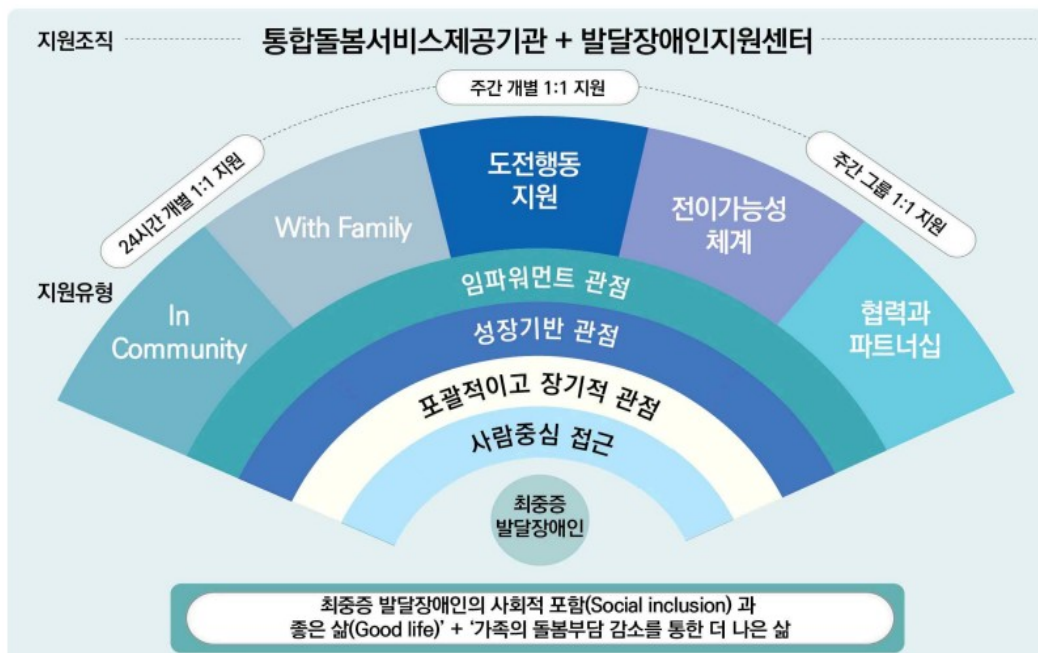 지원조직
통합돌봄서비스제공기관 + 발달장애인지원센터
주간 개별 1:1 지원
24시간 개별 1:1 지원
주간 그룹 1:1 지원
지원유형
In
Community
With Family
도전행동
지원
전이가능성
체계
협력과
파트너십
임파워먼트 관점
성장기반 관점
포괄적이고 장기적 관점
사람중심 접근
최중증
발달장애인
최중증 발달장애인의 사회적 포함(Social inclusion) 과
좋은 삶(Good life)’ + ‘가족의 돌봄부담 감소를 통한 더 나은 삶